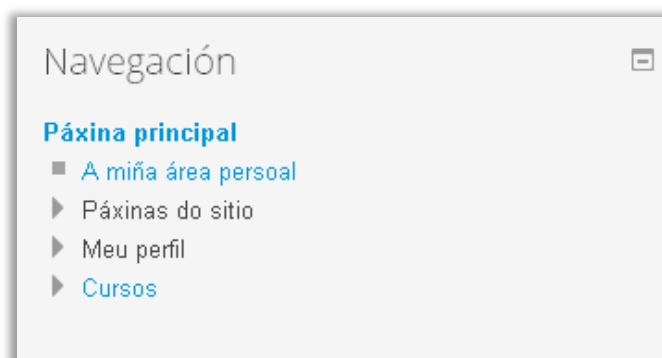 Navegación
Páxina principal
A miña área persoal
Páxinas do sitio
Meu perfil
Cursos